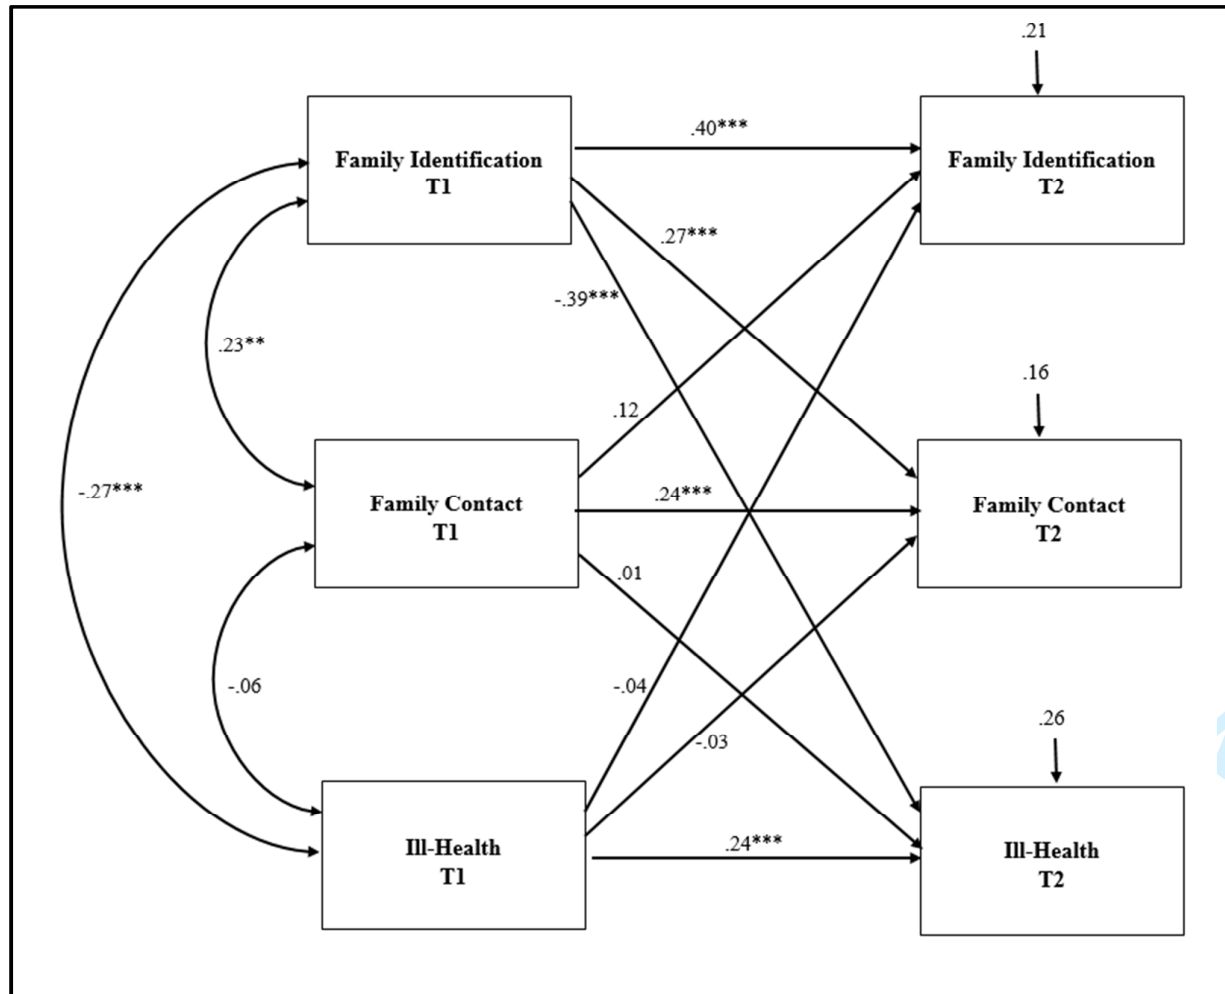 .21
.40***
Family Identification
T1
Family Identification
T2
.27***
-.39***
.23**
.16
.12
-.27***
Family Contact
T1
.24***
Family Contact
T2
.01
-.06
-.04
.26
-.03
Ill-Health
T1
.24***
Ill-Health
T2